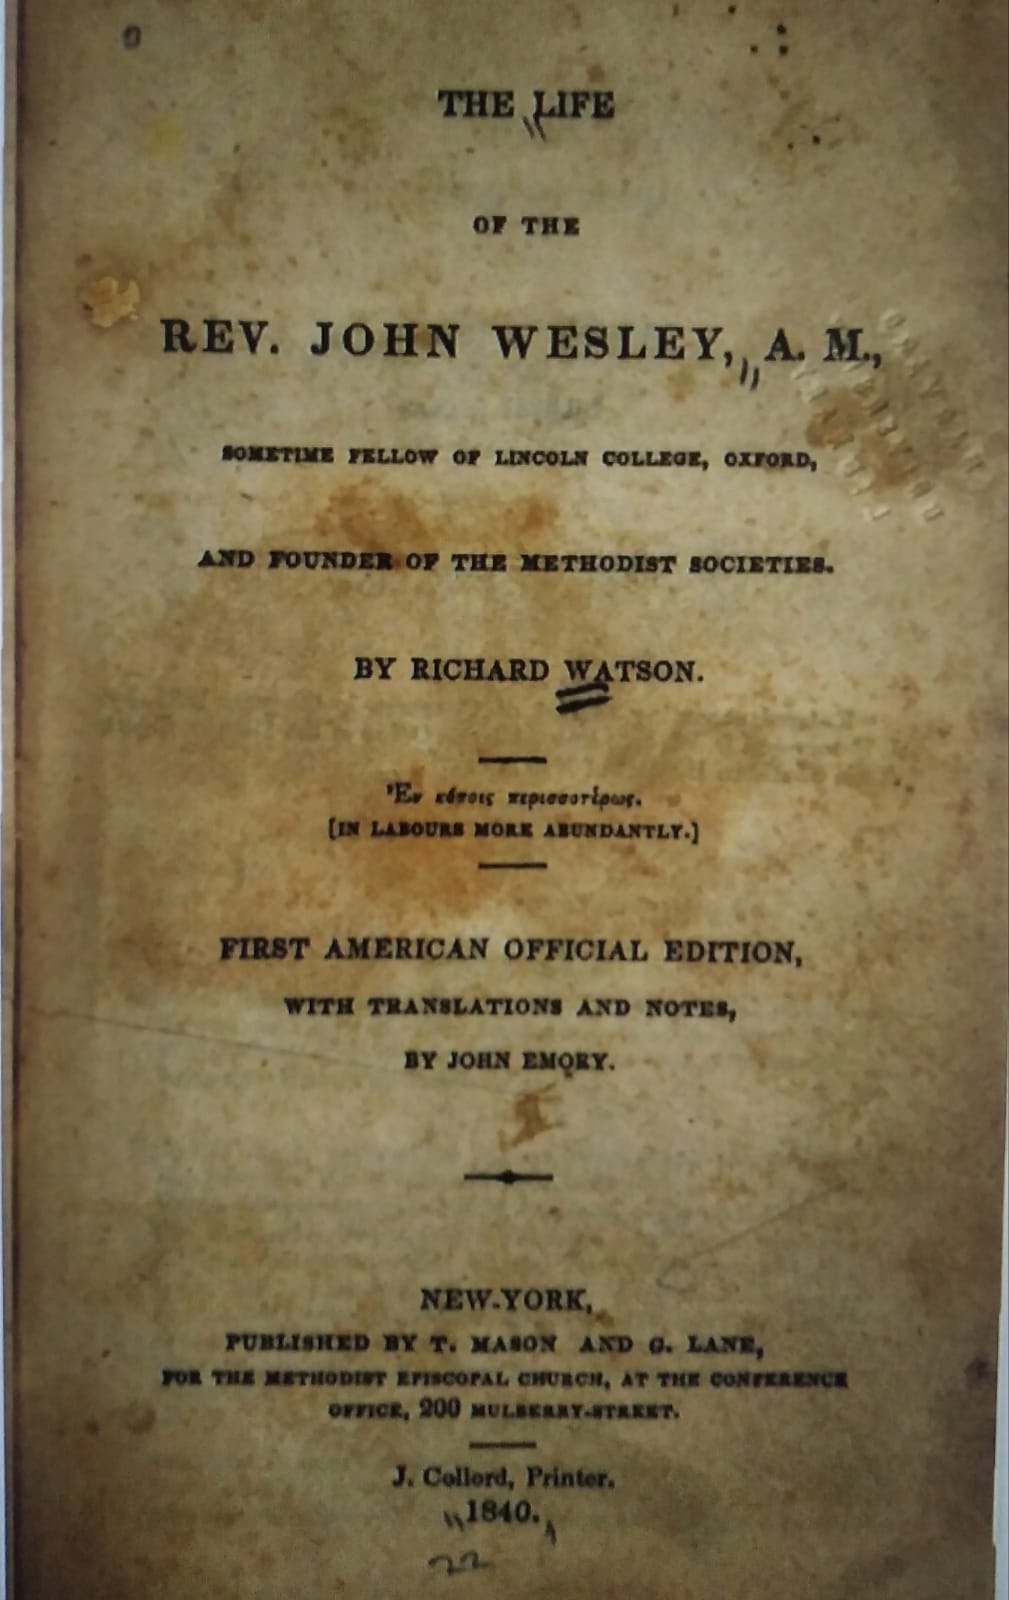 THE LIFE
OF THE
REV. JOHN WESLEY, A. M.,
SOMETIME FELLOW OF LINCOLN COLLEGE, OXFORD,
AND FOUNDER OF THE METHODIST SOCIETIES.
BY RICHARD WATSON.
Ἐν κόποις περισσοτέρως.
[IN LABOURS MORE ABUNDANTLY.]
FIRST AMERICAN OFFICIAL EDITION,
WITH TRANSLATIONS AND NOTES,
BY JOHN EMORY.
NEW-YORK,
PUBLISHED BY T. MASON AND G. LANE,
FOR THE METHODIST EPISCOPAL CHURCH, AT THE CONFERENCE
OFFICE, 200 MULBERRY-STREET.
J. Collord, Printer.
1840.
22